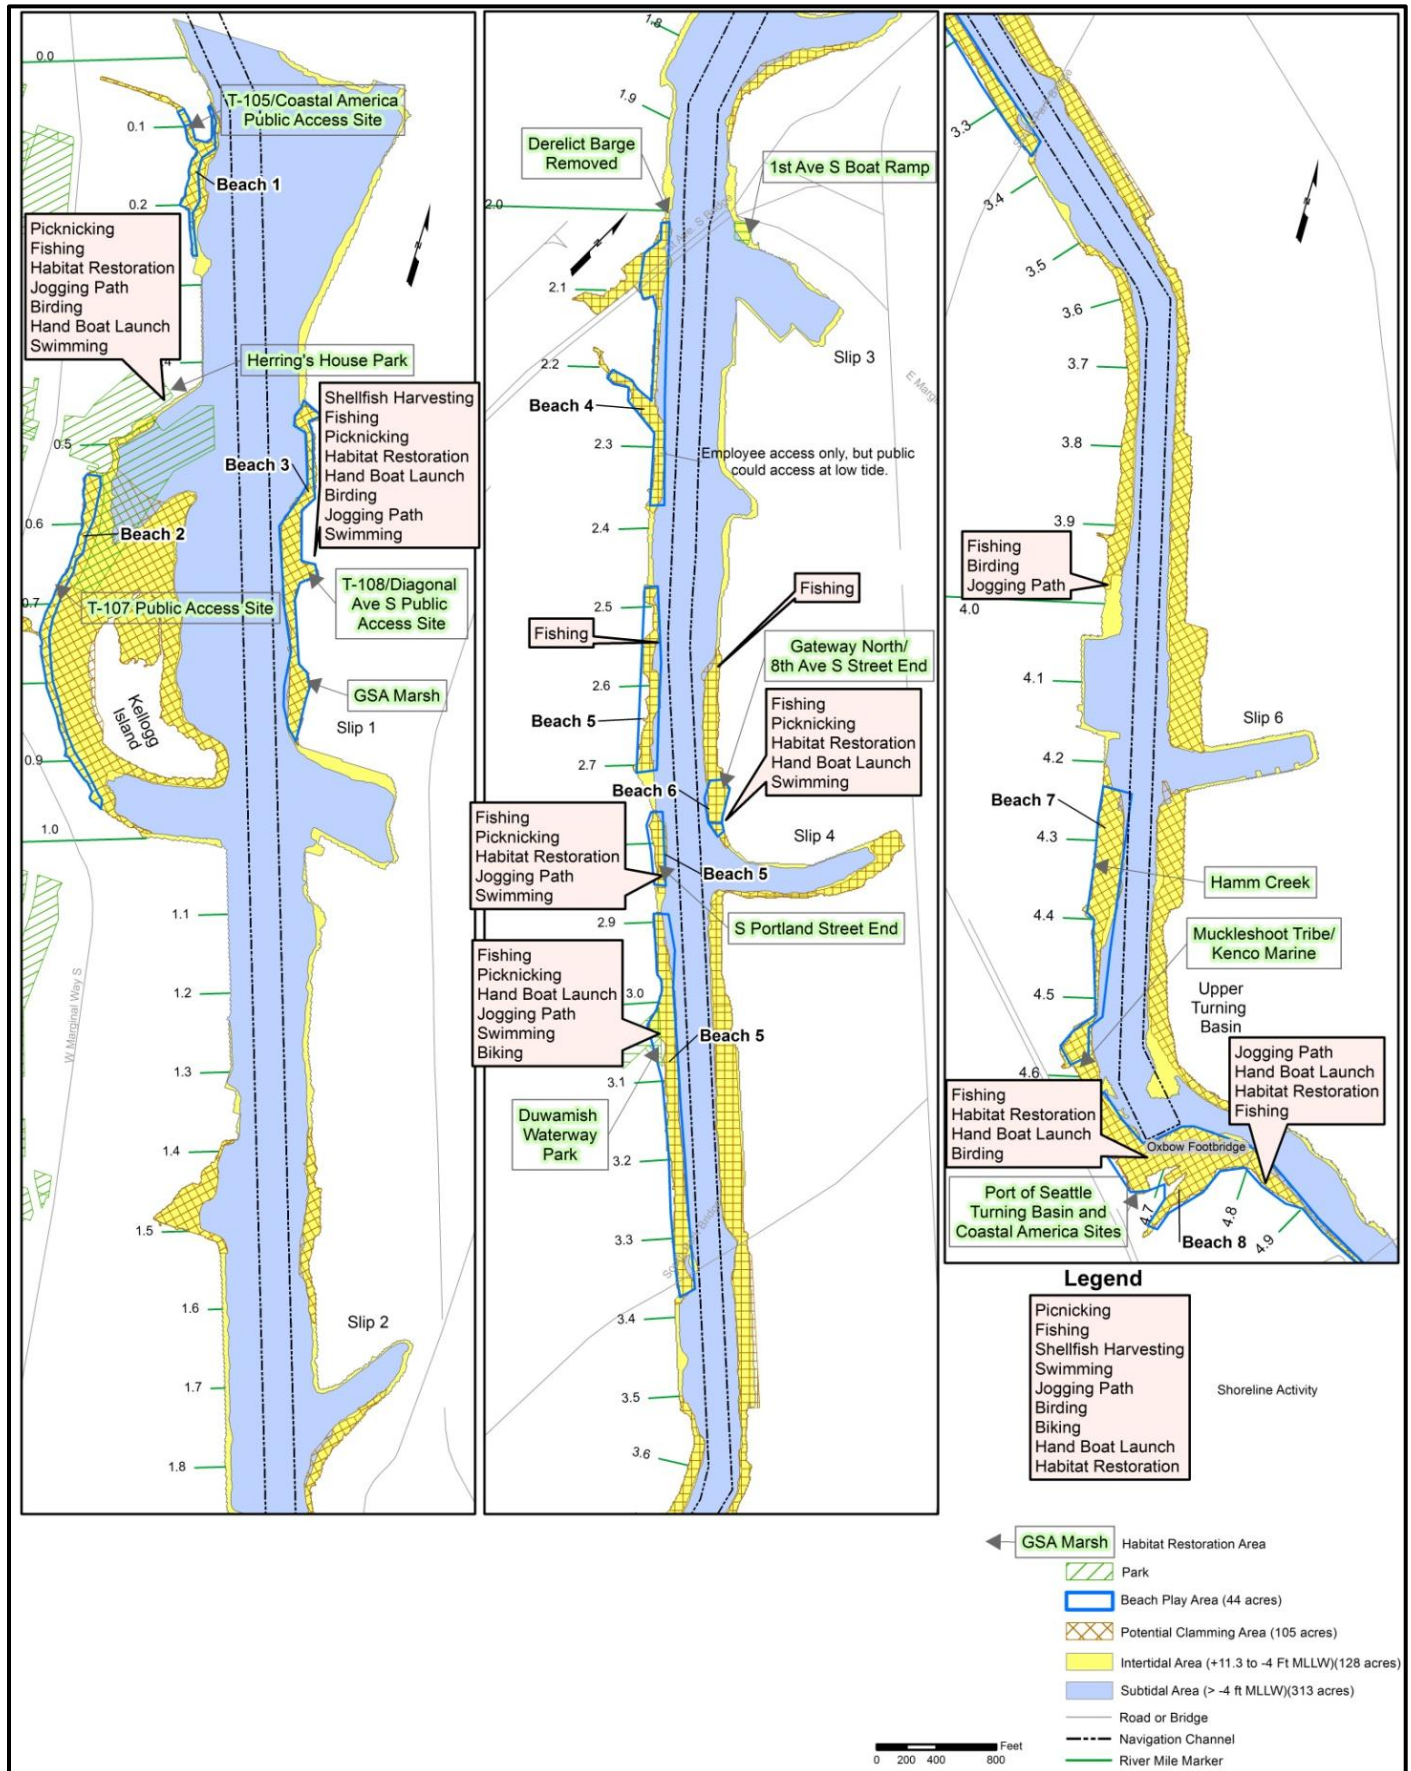 0.0
T-105/Coastal America
Public Access Site
0.1
Beach 1
0.2
Picknicking
Fishing
Habitat Restoration
Jogging Path
Birding
Hand Boat Launch
Swimming
Herring's House Park
Shellfish Harvesting
Fishing
Picknicking
Habitat Restoration
Hand Boat Launch
Birding
Jogging Path
Swimming
0.5
Beach 3
0.6
Beach 2
0.7
T-107 Public Access Site
T-108/Diagonal
Ave S Public
Access Site
GSA Marsh
Kellogg
Island
Slip 1
0.9
1.0
1.1
W Marginal Way S
1.2
1.3
1.4
1.5
1.6
Slip 2
1.7
1.8
N
1.8
1.9
Derelict Barge
Removed
1st Ave S Boat Ramp
2.0
Ave. S Bridge
N
2.1
Slip 3
2.2
E Margi
Beach 4
2.3
Employee access only, but public
could access at low tide.
2.4
2.5
Fishing
Fishing
Gateway North/
8th Ave S Street End
2.6
Beach 5
Fishing
Picknicking
Habitat Restoration
Hand Boat Launch
Swimming
2.7
Beach 6
Slip 4
Fishing
Picknicking
Habitat Restoration
Jogging Path
Swimming
Beach 5
S Portland Street End
2.9
Fishing
Picknicking
Hand Boat Launch
Jogging Path
Swimming
Biking
3.0
Beach 5
3.1
Duwamish
Waterway
Park
3.2
3.3
3.4
3.5
3.6
3.3
3.4
N
3.5
3.6
3.7
3.8
3.9
Fishing
Birding
Jogging Path
4.0
4.1
Slip 6
4.2
Beach 7
4.3
Hamm Creek
4.4
Muckleshoot Tribe/
Kenco Marine
4.5
Upper
Turning
Basin
4.6
Jogging Path
Hand Boat Launch
Habitat Restoration
Fishing
Fishing
Habitat Restoration
Hand Boat Launch
Birding
Oxbow Footbridge
Port of Seattle
Turning Basin and
Coastal America Sites
4.7
4.8
Beach 8
4.9
Legend
Picnicking
Fishing
Shellfish Harvesting
Swimming
Jogging Path
Birding
Biking
Hand Boat Launch
Habitat Restoration
Shoreline Activity
GSA Marsh
Habitat Restoration Area
Park
Beach Play Area (44 acres)
Potential Clamming Area (105 acres)
Intertidal Area (+11.3 to -4 Ft MLLW)(128 acres)
Subtidal Area (> -4 ft MLLW)(313 acres)
Road or Bridge
Navigation Channel
River Mile Marker
Feet
0 200 400 800